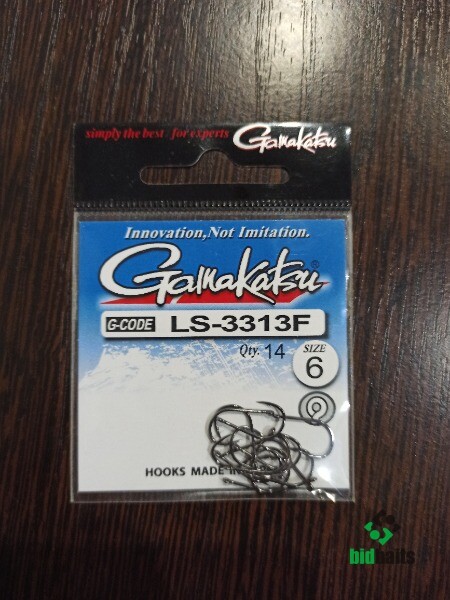 simply the best...for experts Gamakatsu
Innovation,Not Imitation.
Gamakatsu®
G-CODE LS-3313F
Qty. 14 SIZE
6
HOOKS MADE IN
bidbaits